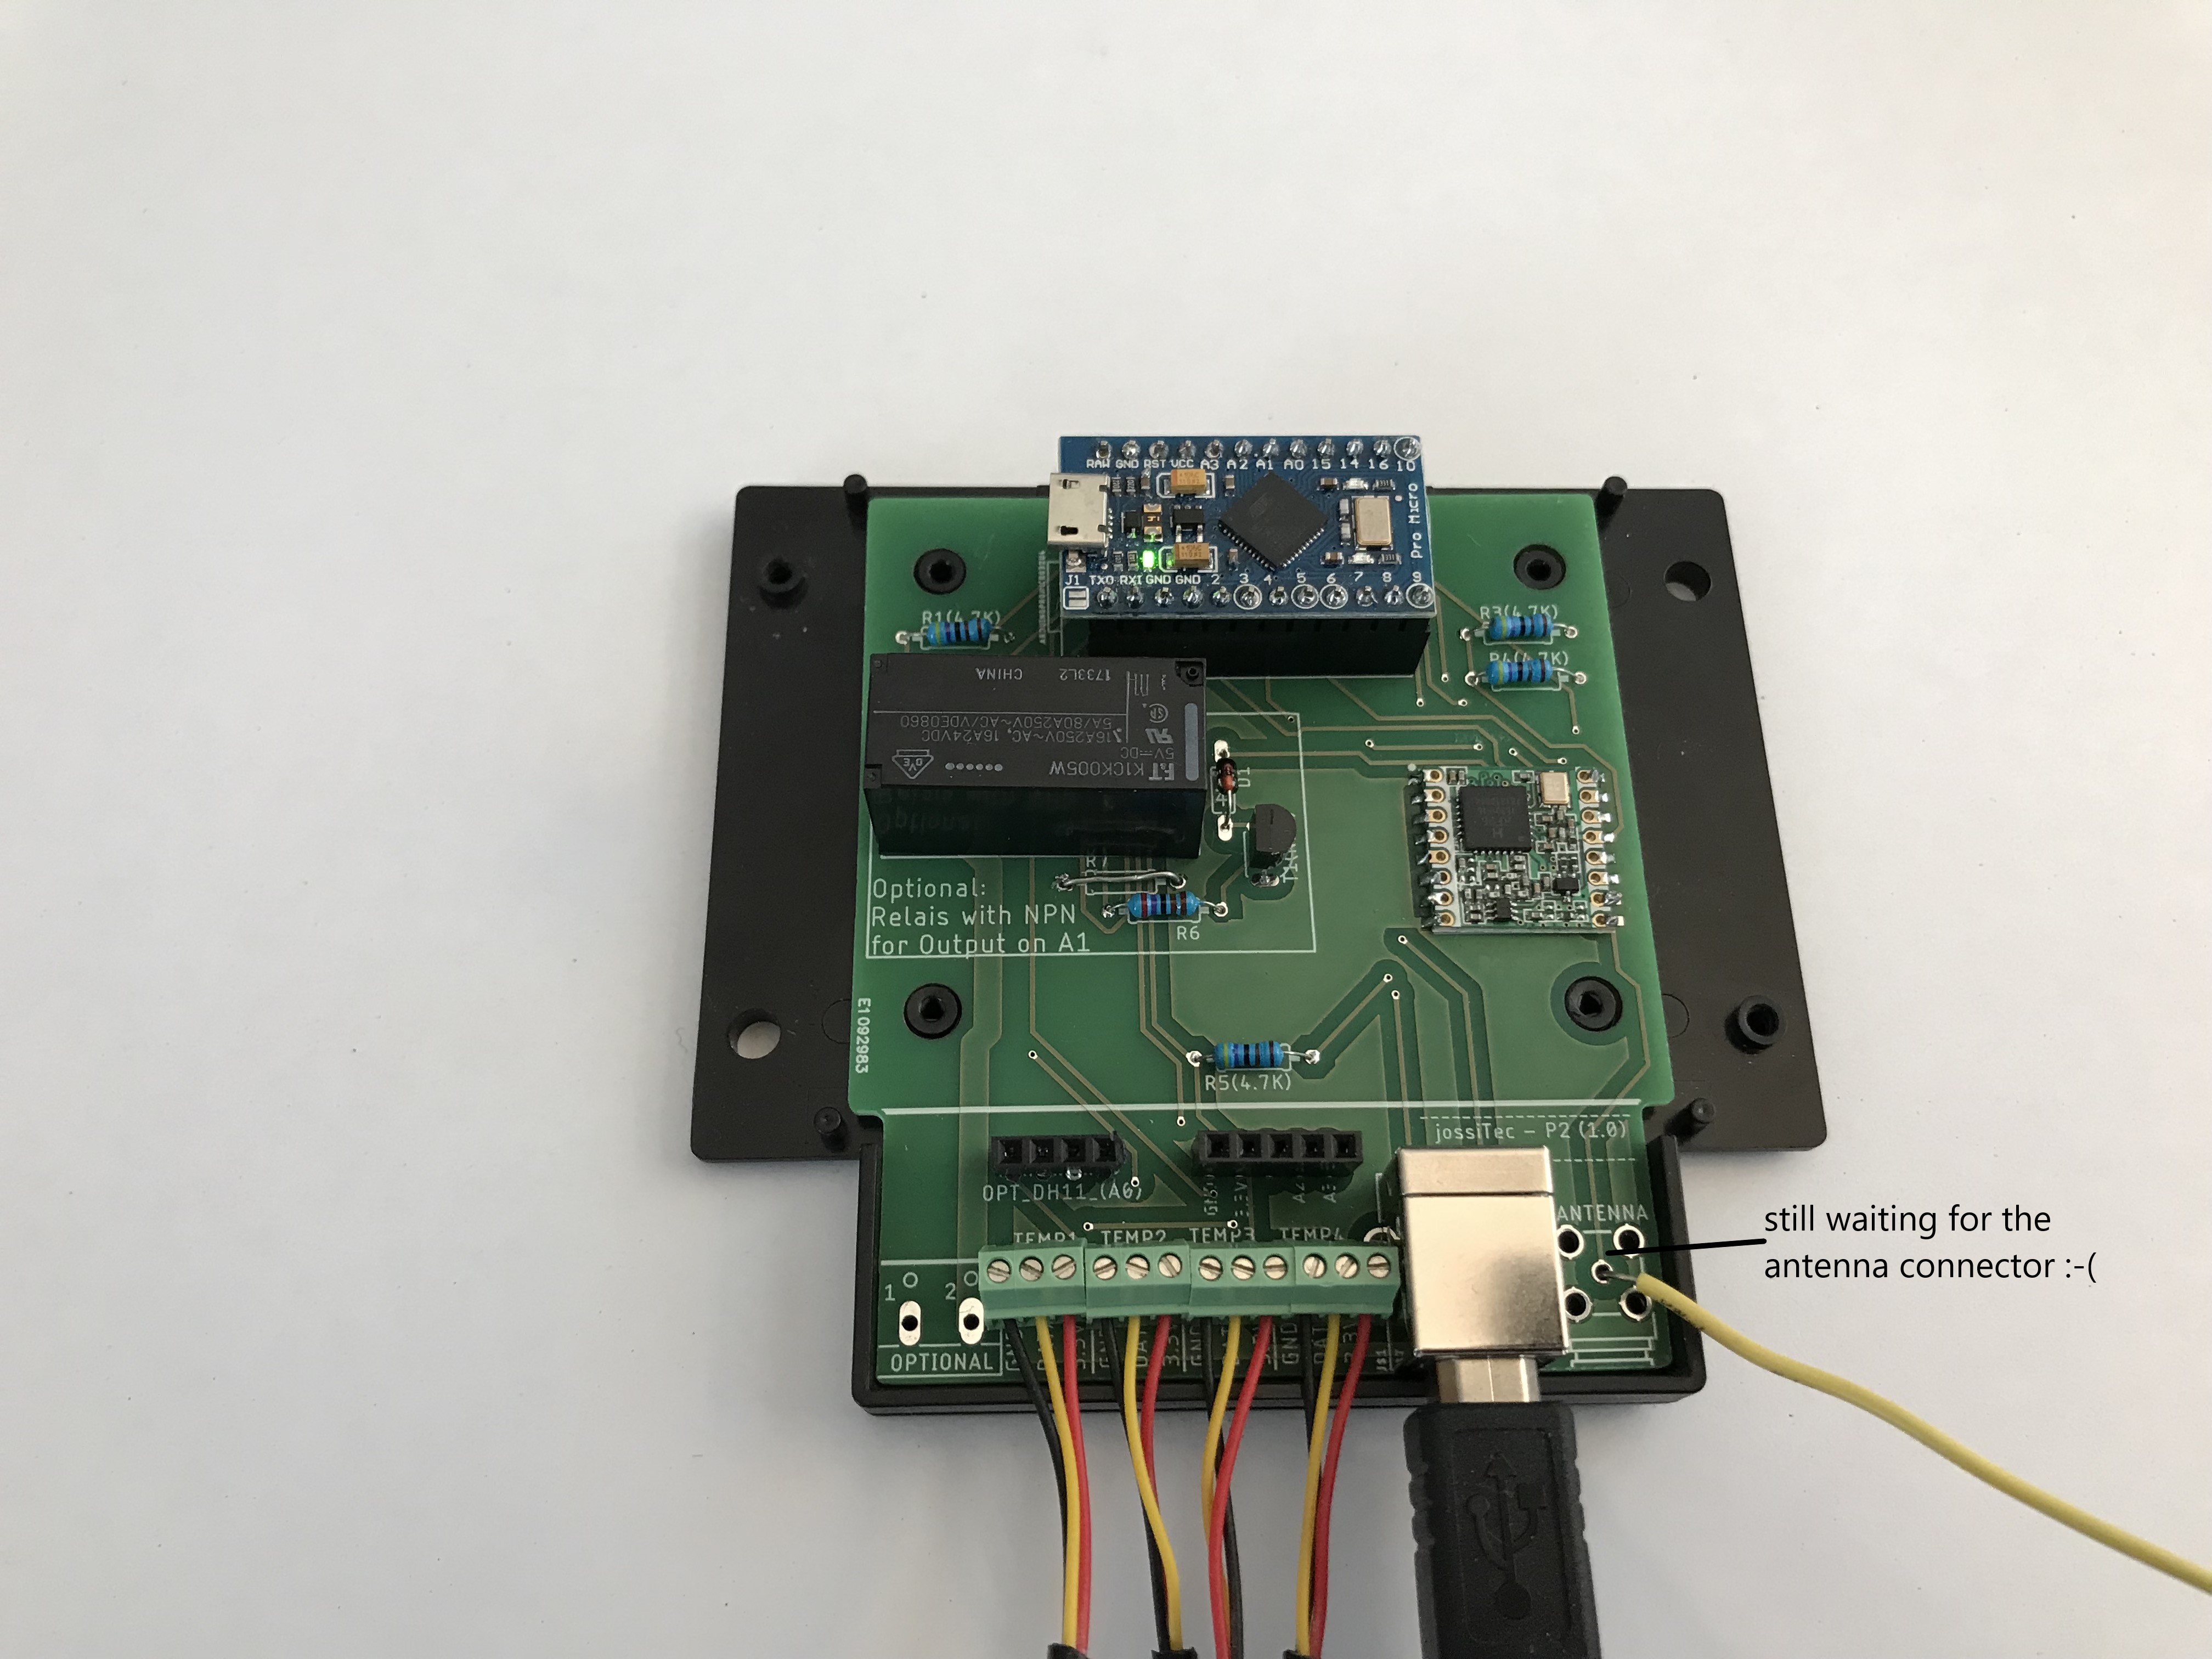 RAW GND RST VCC A3 A2 A1 A0 15 14 16 10
Pro Micro
J1 TXO RXI GND GND 2 3 4 5 6 7 8 9
R1(4.7K)
R3(4.7K)
R4(4.7K)
CHINA 1733L2
5A/80A250V~AC/VDE0860
16A250V~AC, 16A24VDC
5V⎓DC
K1CK005W
D1
R7
R6
Optional:
Relais with NPN
for Output on A1
E1092983
R5(4.7K)
jossiTec - P2 (1.0)
OPT_DH11_(A0)
TEMP1 TEMP2 TEMP3 TEMP4
ANTENNA
still waiting for the
antenna connector :-(
1 2
OPTIONAL
GND
DAT